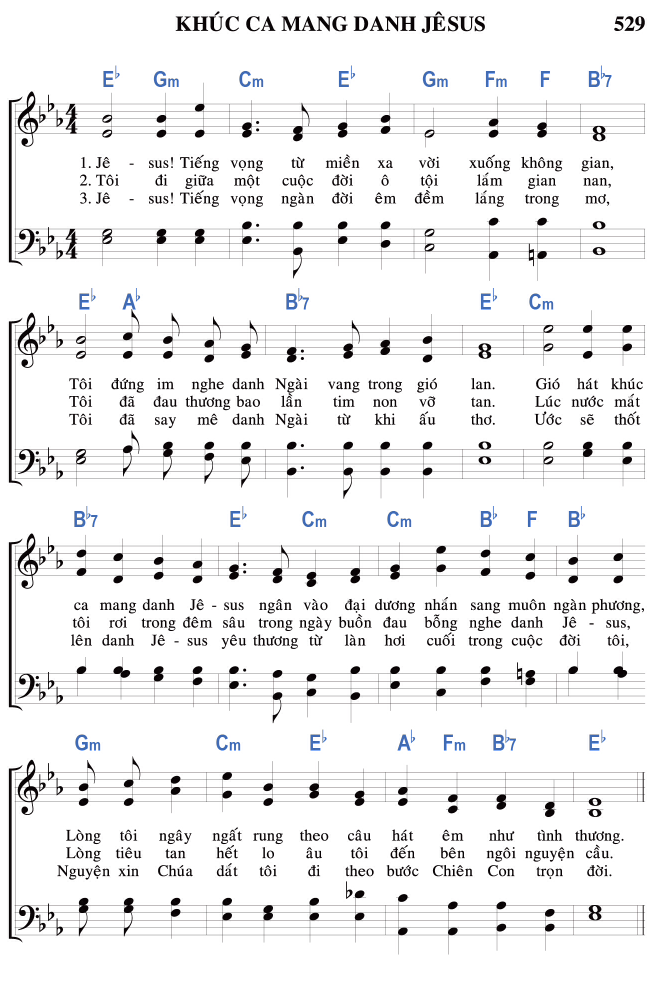 KHÚC CA MANG DANH JÊSUS 529
E♭ Gm Cm E♭ Gm Fm F B♭7
1. Jê - sus! Tiếng vọng từ miền xa vời xuống không gian,
2. Tôi đi giữa một cuộc đời ô tội lấm gian nan,
3. Jê - sus! Tiếng vọng ngàn đời êm đềm láng trong mơ,
E♭ A♭ B♭7 E♭ Cm
Tôi đứng im nghe danh Ngài vang trong gió lan. Gió hát khúc
Tôi đã đau thương bao lần tim non vỡ tan. Lúc nước mắt
Tôi đã say mê danh Ngài từ khi ấu thơ. Ước sẽ thốt
B♭7 E♭ Cm Cm B♭ F B♭
ca mang danh Jê - sus ngân vào đại dương nhấn sang muôn ngàn phương,
tôi rơi trong đêm sâu trong ngày buồn đau bỗng nghe danh Jê - sus,
lên danh Jê - sus yêu thương từ làn hơi cuối trong cuộc đời tôi,
Gm Cm E♭ A♭ Fm B♭7 E♭
Lòng tôi ngây ngất rung theo câu hát êm như tình thương.
Lòng tiêu tan hết lo âu tôi đến bên ngôi nguyện cầu.
Nguyện xin Chúa dất tôi đi theo bước Chiên Con trọn đời.